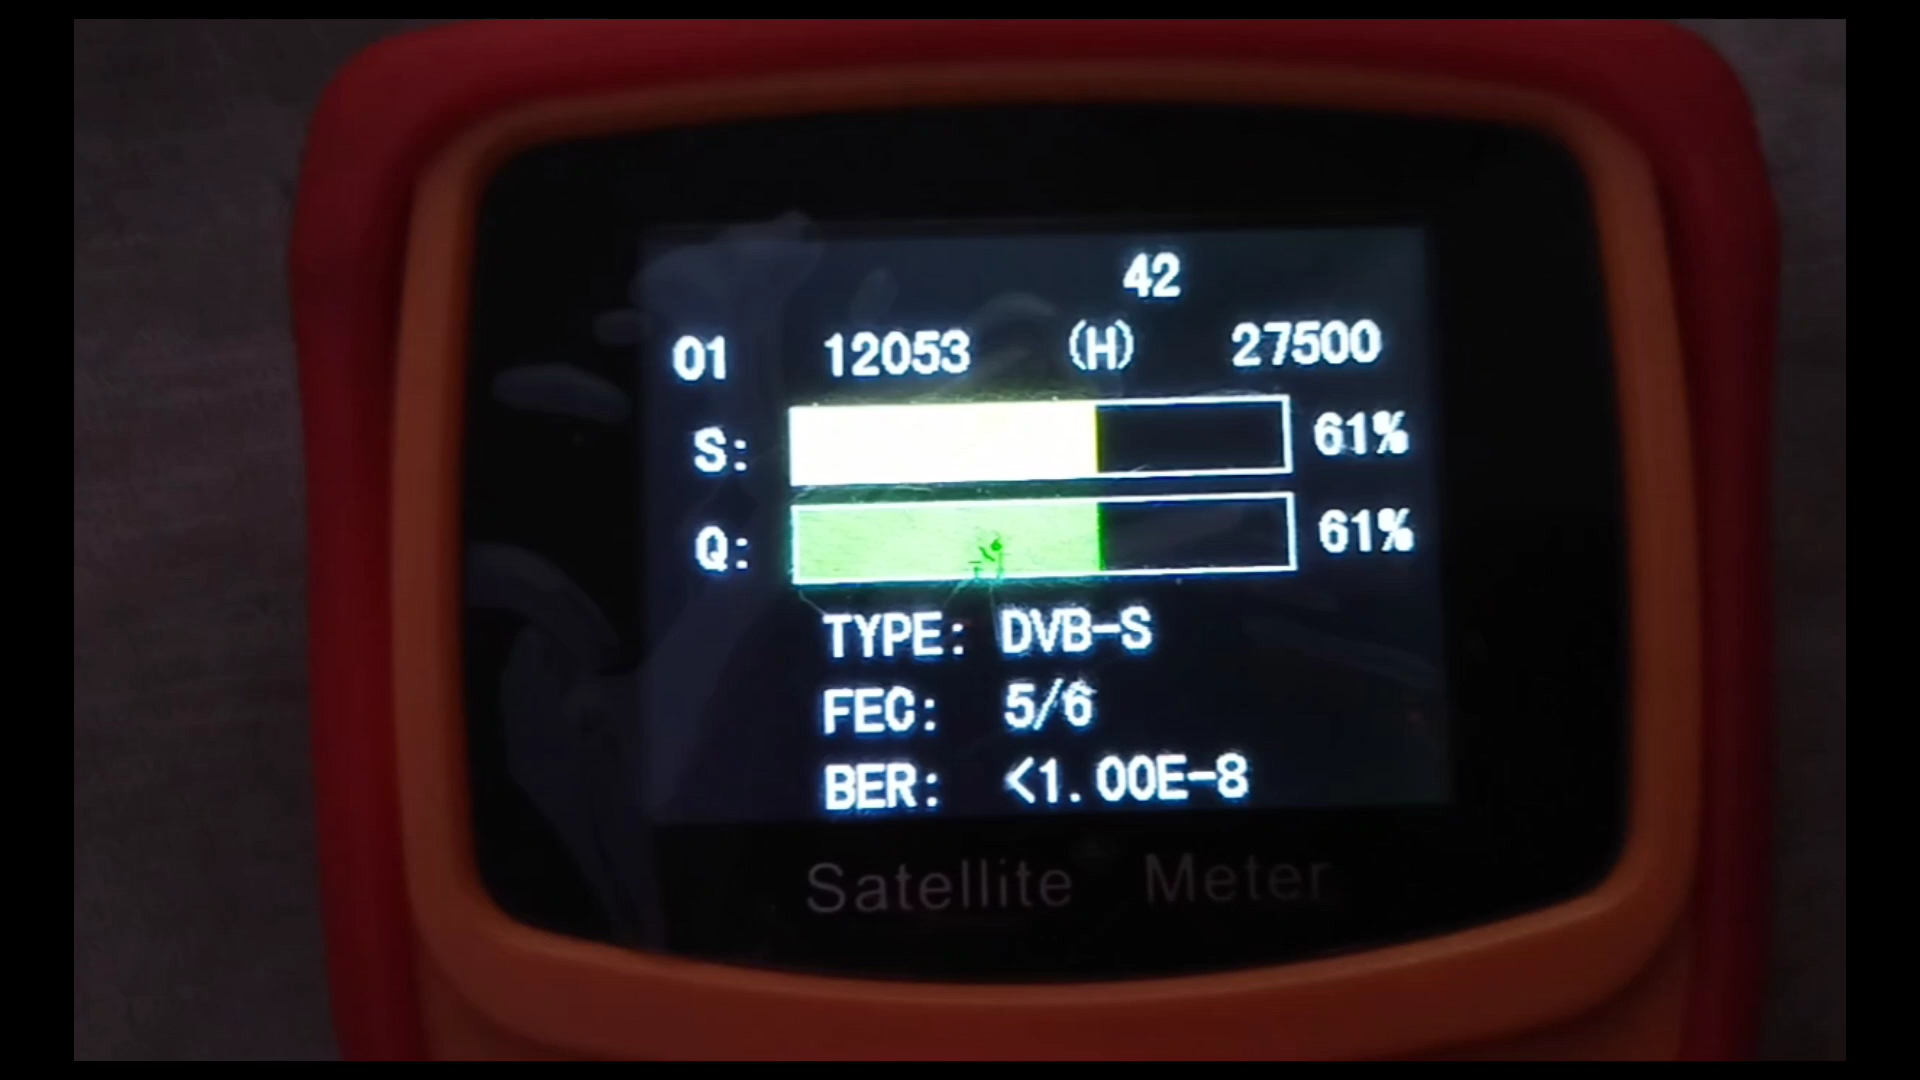 42
01 12053 (H) 27500
S: 61%
Q: 61%
TYPE: DVB-S
FEC: 5/6
BER: <1.00E-8
Satellite Meter